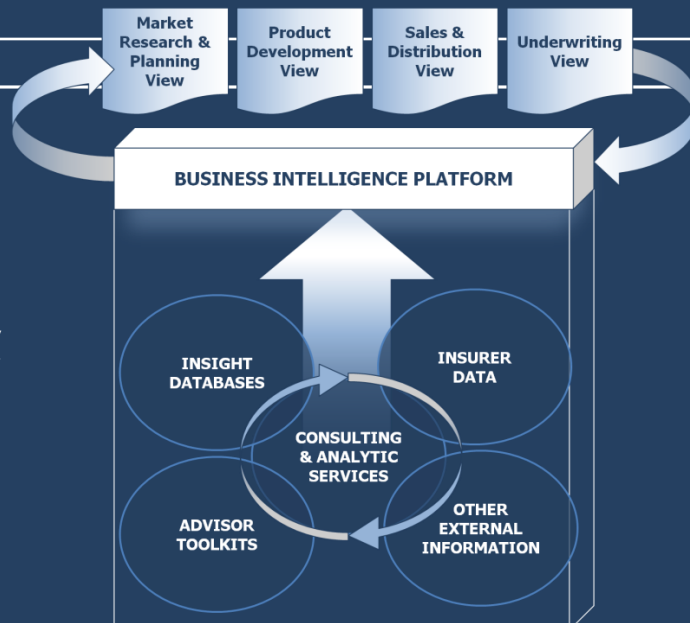 Market
Research &
Planning
View
Product
Development
View
Sales &
Distribution
View
Underwriting
View
BUSINESS INTELLIGENCE PLATFORM
INSIGHT
DATABASES
INSURER
DATA
CONSULTING
& ANALYTIC
SERVICES
ADVISOR
TOOLKITS
OTHER
EXTERNAL
INFORMATION